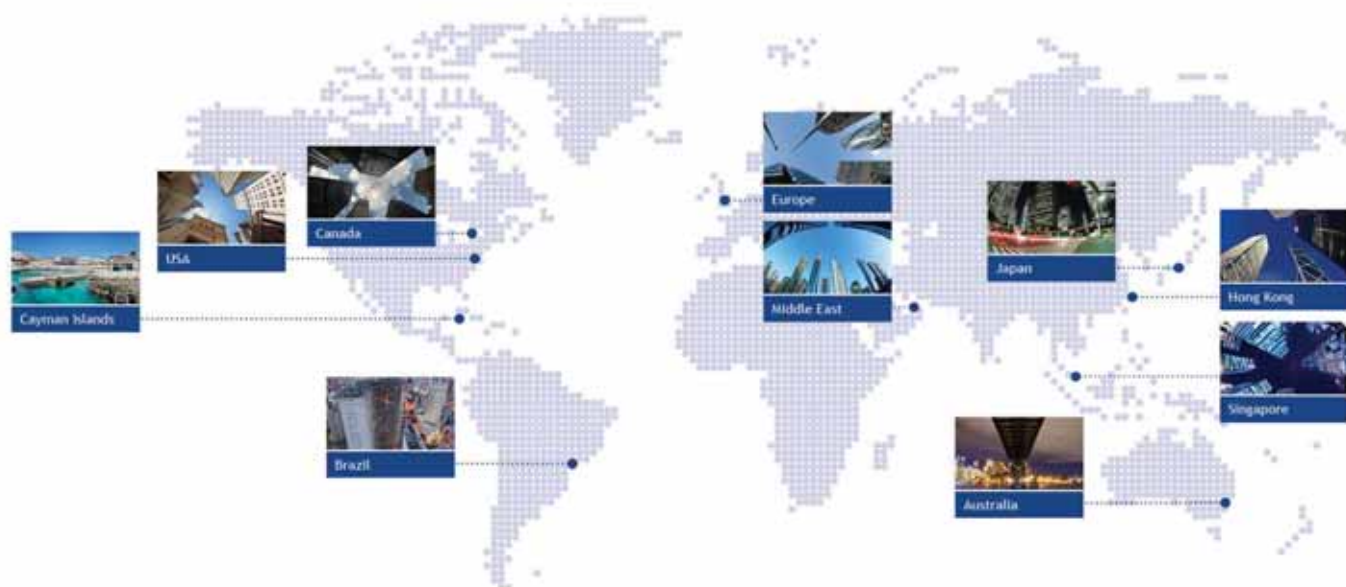 Europe
Canada
USA
Japan
Cayman Islands
Middle East
Hong Kong
Singapore
Brazil
Australia